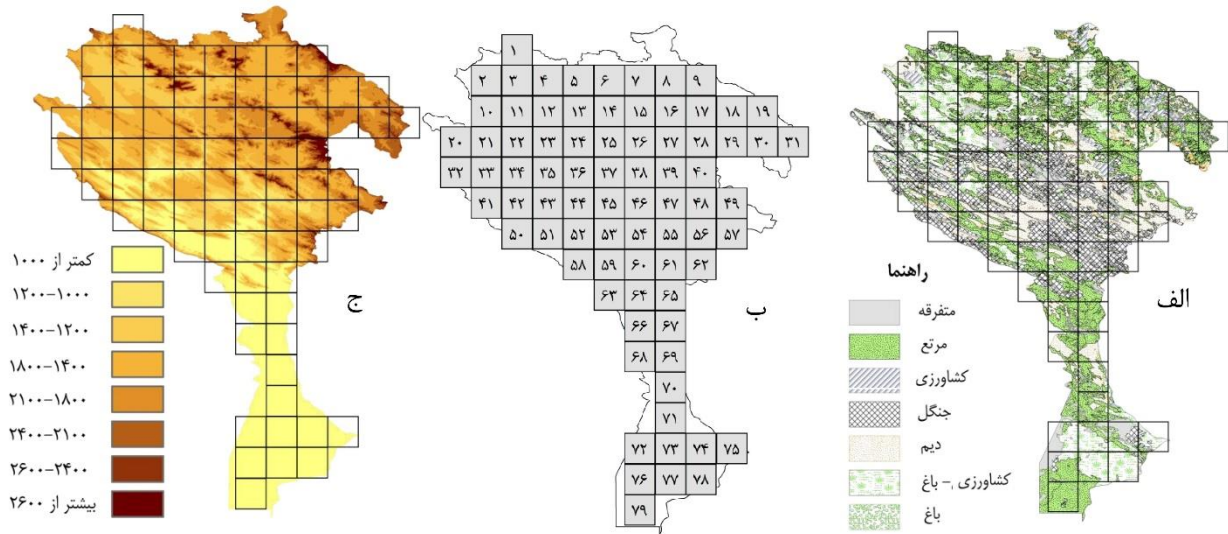 راهنما
متفرقه
مرتع
کشاورزی
جنگل
دیم
کشاورزی - باغ
باغ
الف
۱
۲ ۳ ۴ ۵ ۶ ۷ ۸ ۹
۱۰ ۱۱ ۱۲ ۱۳ ۱۴ ۱۵ ۱۶ ۱۷ ۱۸ ۱۹
۲۰ ۲۱ ۲۲ ۲۳ ۲۴ ۲۵ ۲۶ ۲۷ ۲۸ ۲۹ ۳۰ ۳۱
۳۲ ۳۳ ۳۴ ۳۵ ۳۶ ۳۷ ۳۸ ۳۹ ۴۰
۴۱ ۴۲ ۴۳ ۴۴ ۴۵ ۴۶ ۴۷ ۴۸ ۴۹
۵۰ ۵۱ ۵۲ ۵۳ ۵۴ ۵۵ ۵۶ ۵۷
۵۸ ۵۹ ۶۰ ۶۱ ۶۲
۶۳ ۶۴ ۶۵
۶۶ ۶۷
۶۸ ۶۹
۷۰
۷۱
۷۲ ۷۳ ۷۴ ۷۵
۷۶ ۷۷ ۷۸
۷۹
ب
کمتر از ۱۰۰۰
۱۲۰۰-۱۰۰۰
۱۴۰۰-۱۲۰۰
۱۸۰۰-۱۴۰۰
۲۱۰۰-۱۸۰۰
۲۴۰۰-۲۱۰۰
۲۶۰۰-۲۴۰۰
بیشتر از ۲۶۰۰
ج